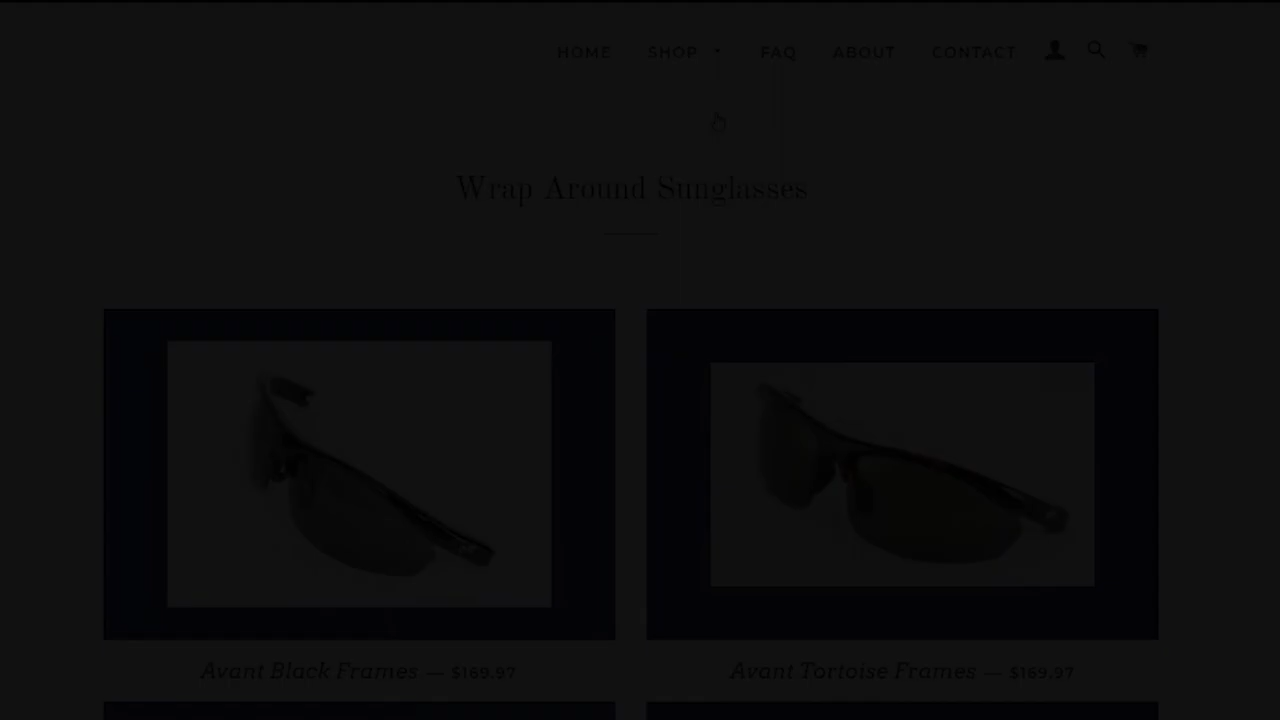 HOME SHOP FAQ ABOUT CONTACT
Wrap Around Sunglasses
Avant Black Frames — $169.97
Avant Tortoise Frames — $169.97